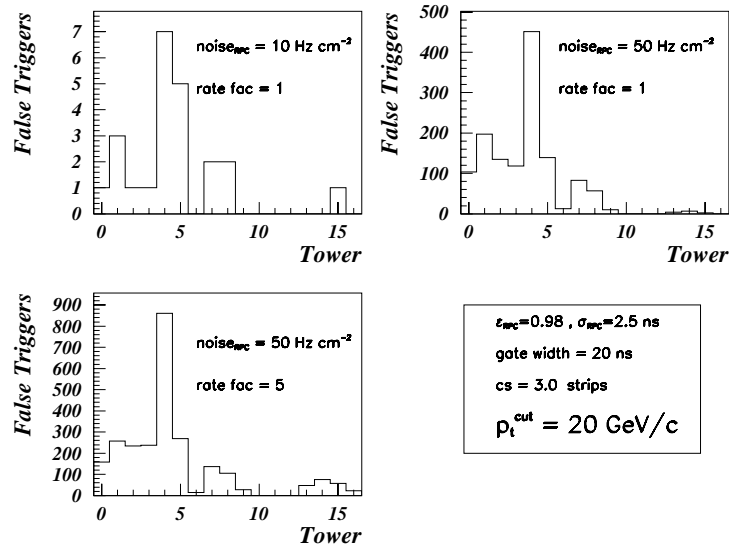 False Triggers
7
6
5
4
3
2
1
0
noise_RPC = 10 Hz cm⁻²
rate fac = 1
0 5 10 15
Tower
False Triggers
500
400
300
200
100
0
noise_RPC = 50 Hz cm⁻²
rate fac = 1
0 5 10 15
Tower
False Triggers
900
800
700
600
500
400
300
200
100
0
noise_RPC = 50 Hz cm⁻²
rate fac = 5
0 5 10 15
Tower
ε_RPC=0.98 , σ_RPC=2.5 ns
gate width = 20 ns
cs = 3.0 strips
p_t^cut = 20 GeV/c